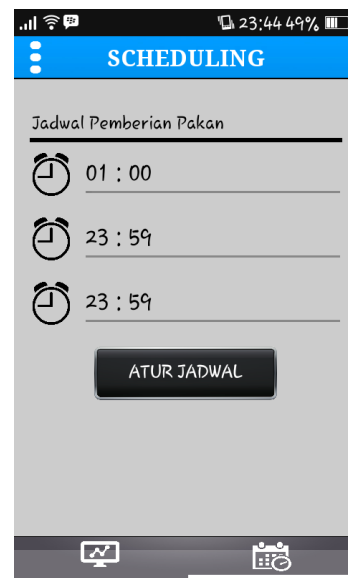 23:44 49%
SCHEDULING
Jadwal Pemberian Pakan
01 : 00
23 : 59
23 : 59
ATUR JADWAL